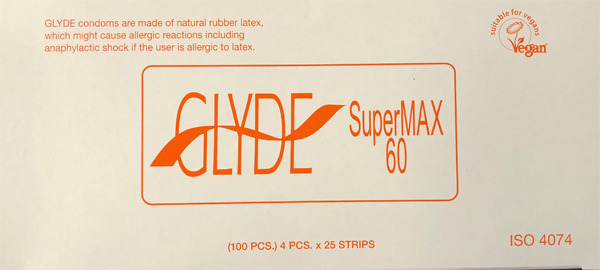 GLYDE condoms are made of natural rubber latex,
which might cause allergic reactions including
anaphylactic shock if the user is allergic to latex.
suitable for vegans
Vegan
GLYDE
SuperMAX
60
(100 PCS.) 4 PCS. x 25 STRIPS
ISO 4074